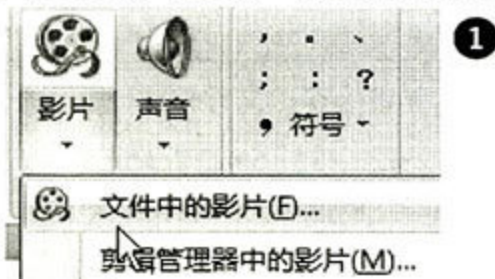 , 。 、
; : ?
影片 声音 , 符号
文件中的影片(F)...
剪辑管理器中的影片(M)...
1